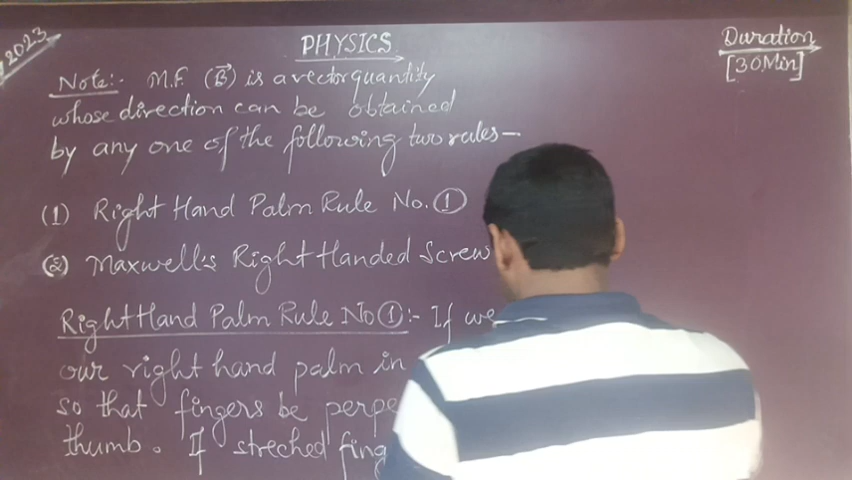 2023
PHYSICS
Duration
[30Min]
Note:- M.F. (B⃗) is a vector quantity
whose direction can be obtained
by any one of the following two rules—
(1) Right Hand Palm Rule No. ①
(2) Maxwell's Right Handed Screw
Right Hand Palm Rule No ①:- If we
our right hand palm in
so that fingers be perpe
thumb. If streched fing